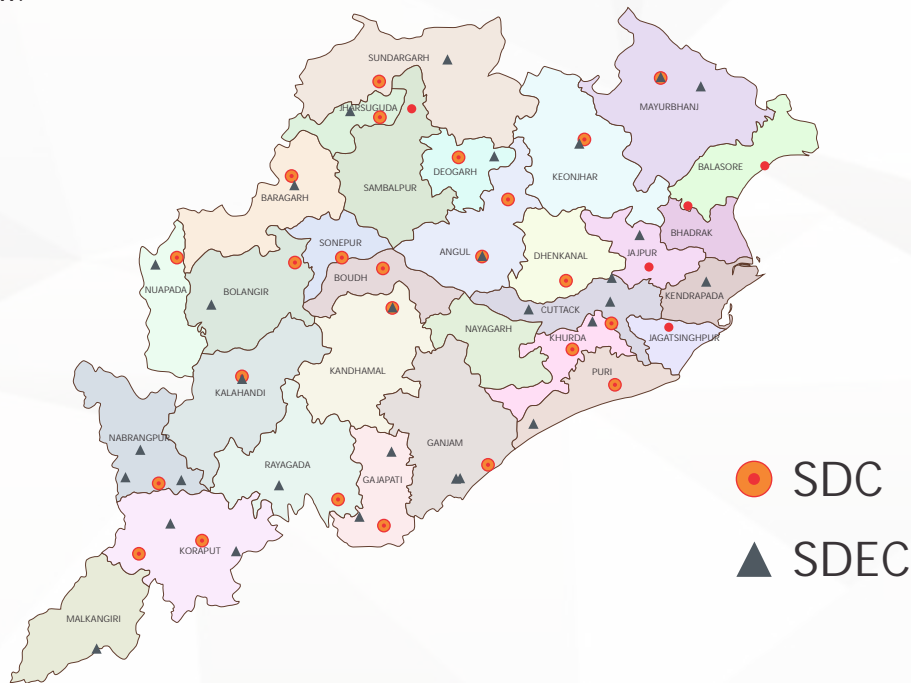 SUNDARGARH
JHARSUGUDA
MAYURBHANJ
BALASORE
DEOGARH
KEONJHAR
SAMBALPUR
BARAGARH
BHADRAK
SONEPUR
ANGUL
DHENKANAL
JAJPUR
BOUDH
NUAPADA
BOLANGIR
KENDRAPADA
CUTTACK
NAYAGARH
KHURDA
JAGATSINGHPUR
KANDHAMAL
PURI
KALAHANDI
NABRANGPUR
GANJAM
RAYAGADA
GAJAPATI
SDC
KORAPUT
SDEC
MALKANGIRI